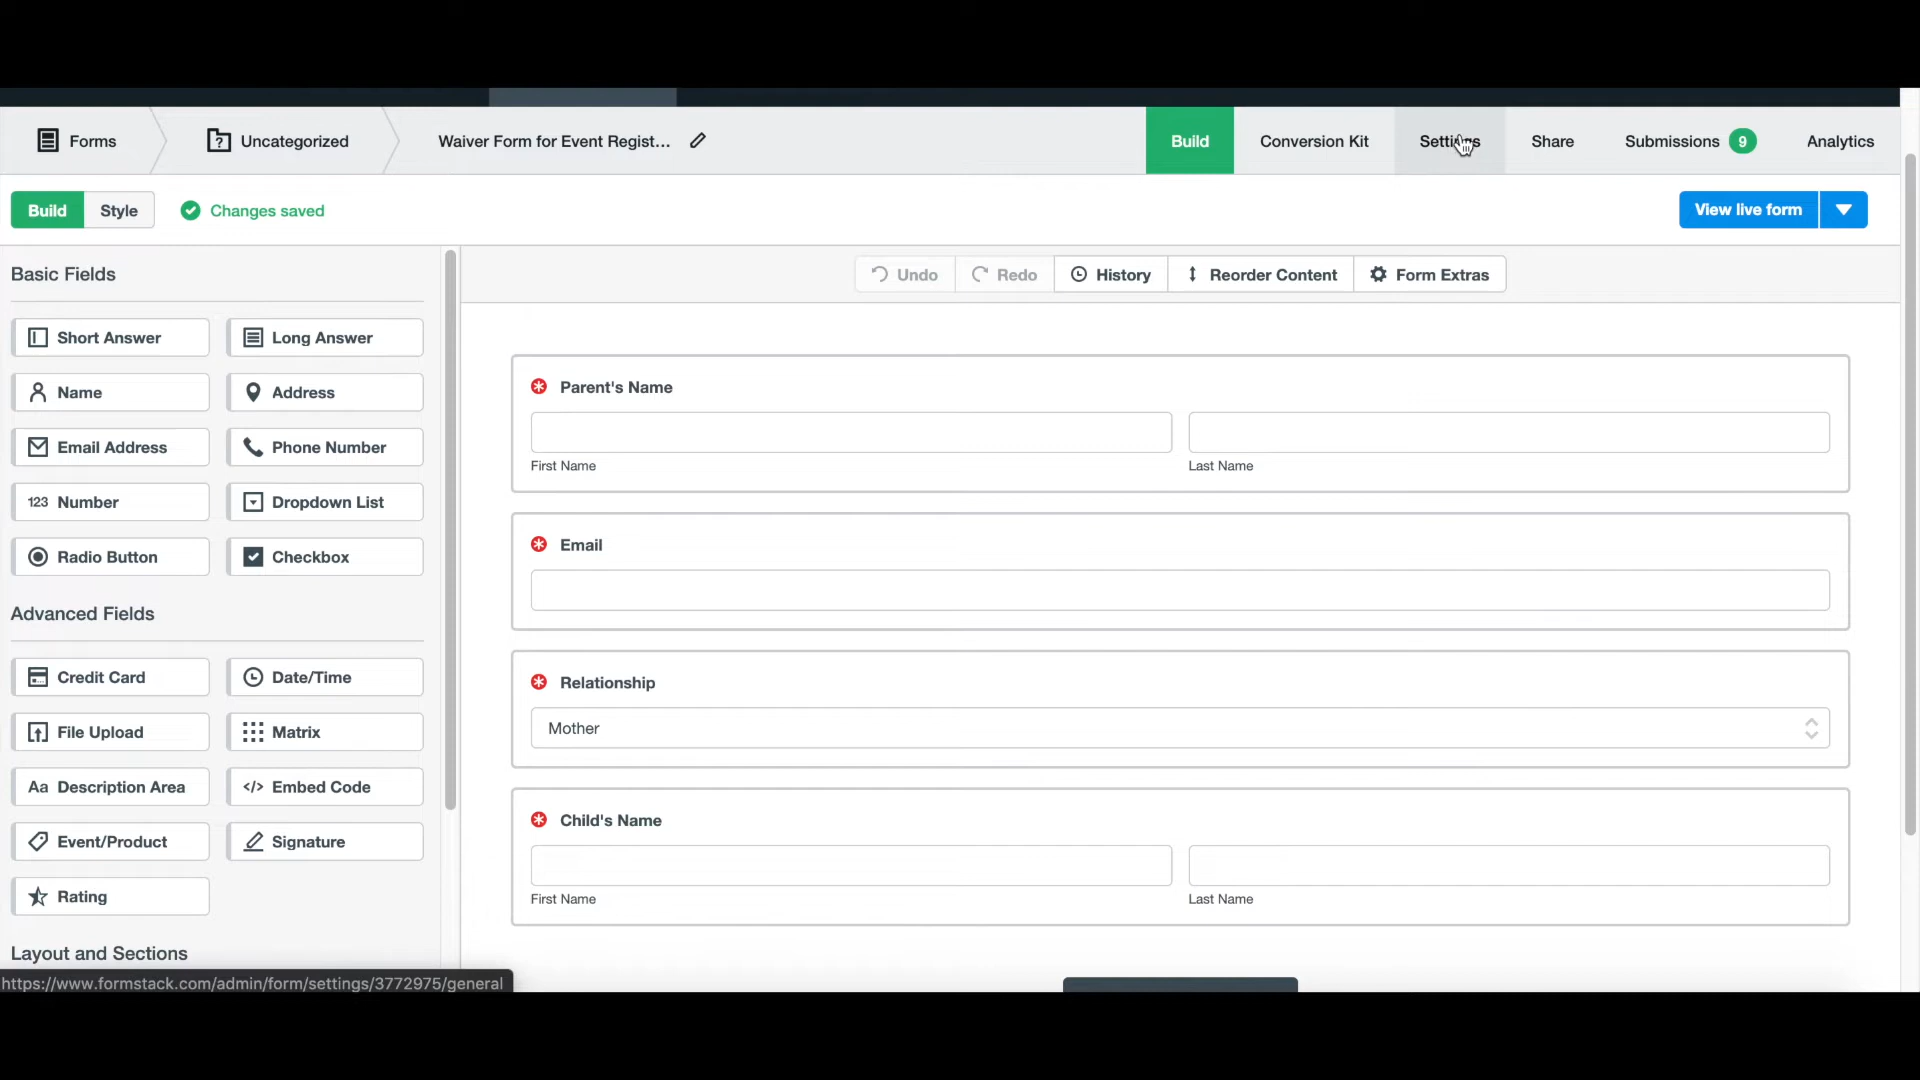 Forms
Uncategorized
Waiver Form for Event Regist...
Build
Conversion Kit
Settings
Share
Submissions 9
Analytics
Build
Style
Changes saved
View live form
Basic Fields
Undo
Redo
History
Reorder Content
Form Extras
Short Answer
Long Answer
Name
Address
Email Address
Phone Number
123 Number
Dropdown List
Radio Button
Checkbox
Advanced Fields
Credit Card
Date/Time
File Upload
Matrix
Aa Description Area
</> Embed Code
Event/Product
Signature
Rating
Layout and Sections
Parent's Name
First Name
Last Name
Email
Relationship
Mother
Child's Name
First Name
Last Name
https://www.formstack.com/admin/form/settings/3772975/general